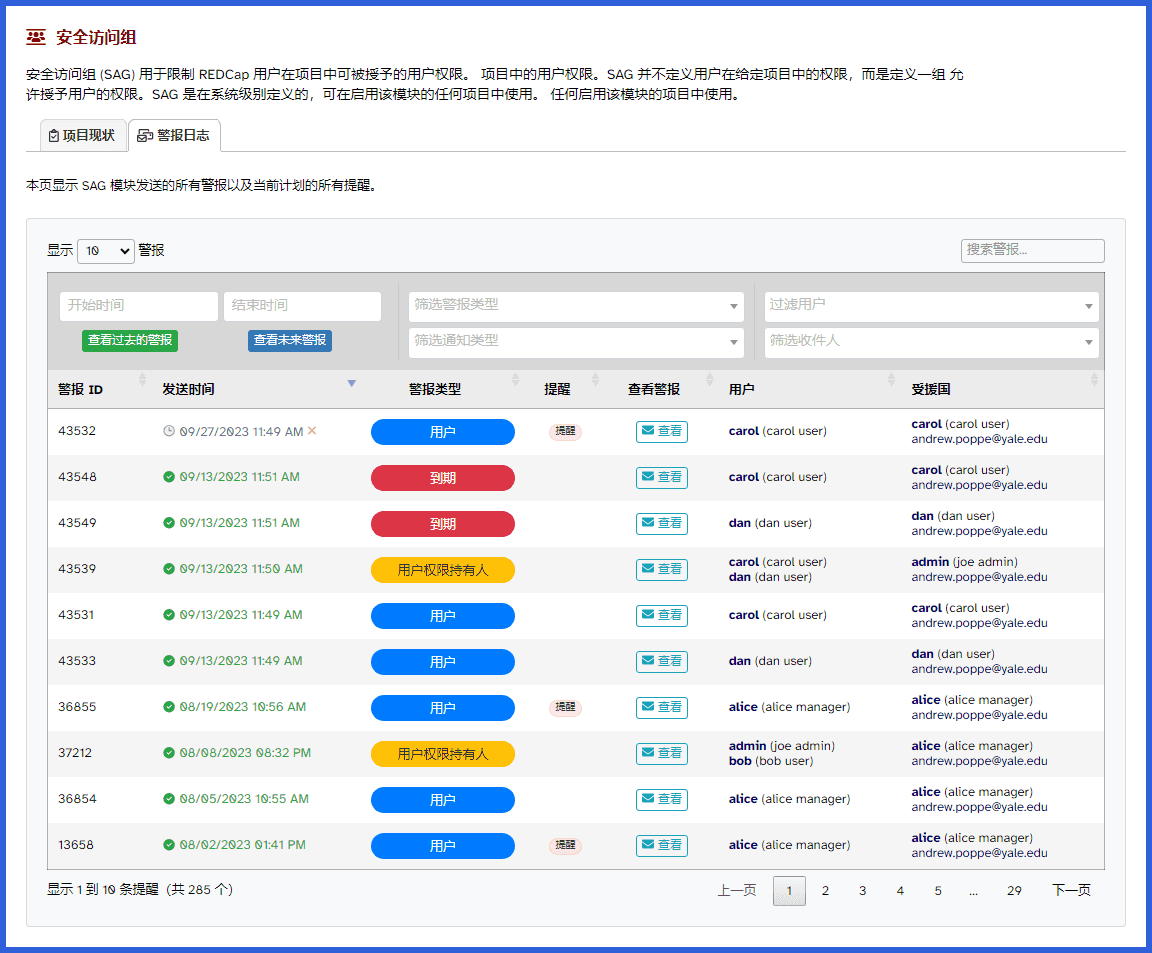 安全访问组
安全访问组 (SAG) 用于限制 REDCap 用户在项目中可被授予的用户权限。 项目中的用户权限。SAG 并不定义用户在给定项目中的权限，而是定义一组 允
许授予用户的权限。SAG 是在系统级别定义的，可在启用该模块的任何项目中使用。 任何启用该模块的项目中使用。
项目现状 警报日志
本页显示 SAG 模块发送的所有警报以及当前计划的所有提醒。
显示 10 警报 搜索警报...
开始时间 结束时间 筛选警报类型 过滤用户
查看过去的警报 查看未来警报 筛选通知类型 筛选收件人
警报 ID 发送时间 警报类型 提醒 查看警报 用户 受援国
43532 09/27/2023 11:49 AM 用户 提醒 查看 carol (carol user) carol (carol user)
andrew.poppe@yale.edu
43548 09/13/2023 11:51 AM 到期 查看 carol (carol user) carol (carol user)
andrew.poppe@yale.edu
43549 09/13/2023 11:51 AM 到期 查看 dan (dan user) dan (dan user)
andrew.poppe@yale.edu
43539 09/13/2023 11:50 AM 用户权限持有人 查看 carol (carol user) admin (joe admin)
dan (dan user) andrew.poppe@yale.edu
43531 09/13/2023 11:49 AM 用户 查看 carol (carol user) carol (carol user)
andrew.poppe@yale.edu
43533 09/13/2023 11:49 AM 用户 查看 dan (dan user) dan (dan user)
andrew.poppe@yale.edu
36855 08/19/2023 10:56 AM 用户 提醒 查看 alice (alice manager) alice (alice manager)
andrew.poppe@yale.edu
37212 08/08/2023 08:32 PM 用户权限持有人 查看 admin (joe admin) alice (alice manager)
bob (bob user) andrew.poppe@yale.edu
36854 08/05/2023 10:55 AM 用户 查看 alice (alice manager) alice (alice manager)
andrew.poppe@yale.edu
13658 08/02/2023 01:41 PM 用户 提醒 查看 alice (alice manager) alice (alice manager)
andrew.poppe@yale.edu
显示 1 到 10 条提醒（共 285 个） 上一页 1 2 3 4 5 ... 29 下一页